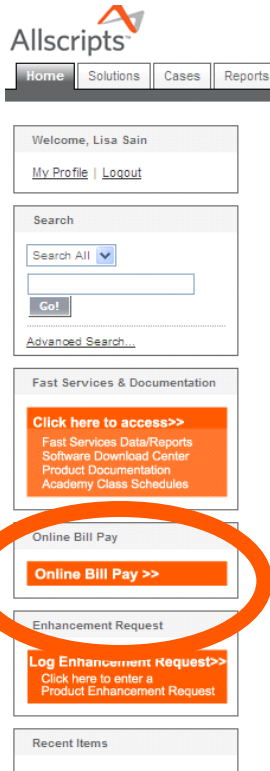 Allscripts™
Home Solutions Cases Reports
Welcome, Lisa Sain
My Profile | Logout
Search
Search All
Go!
Advanced Search...
Fast Services & Documentation
Click here to access>>
Fast Services Data/Reports
Software Download Center
Product Documentation
Academy Class Schedules
Online Bill Pay
Online Bill Pay >>
Enhancement Request
Log Enhancement Request>>
Click here to enter a
Product Enhancement Request
Recent Items